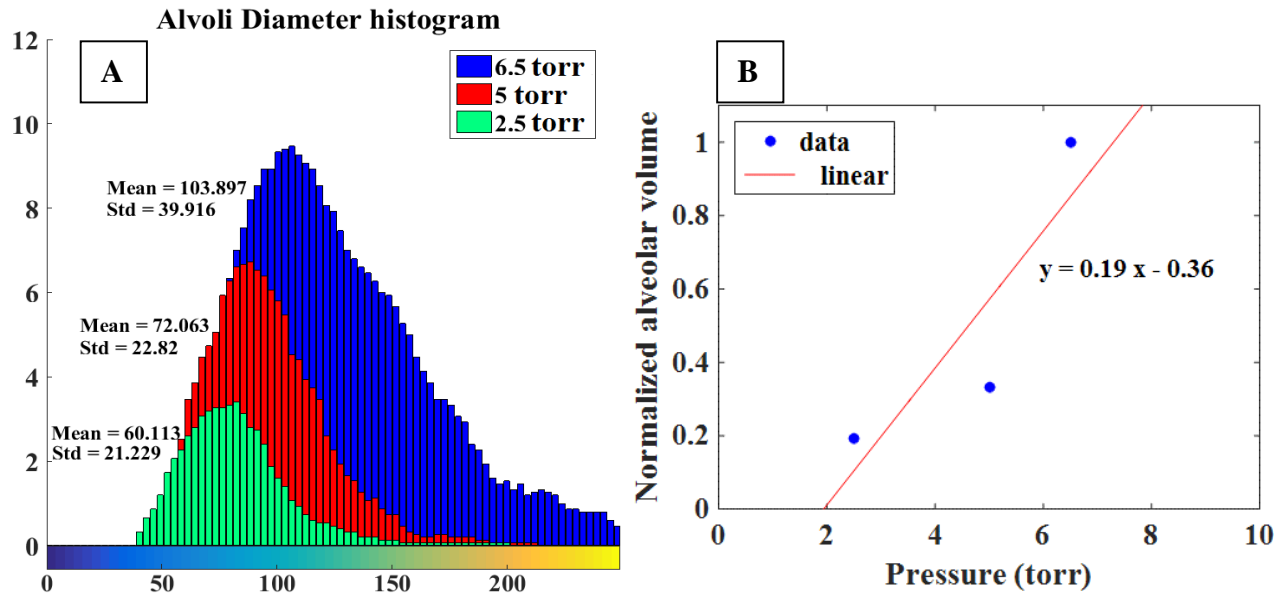 Alvoli Diameter histogram
A
12
10
8
6
4
2
0
6.5 torr
5 torr
2.5 torr
Mean = 103.897
Std = 39.916
Mean = 72.063
Std = 22.82
Mean = 60.113
Std = 21.229
0
100
150
200
B
Normalized alveolar volume
1
0.8
0.6
0.4
0.2
0
data
linear
y = 0.19 x - 0.36
0
2
4
6
8
10
Pressure (torr)